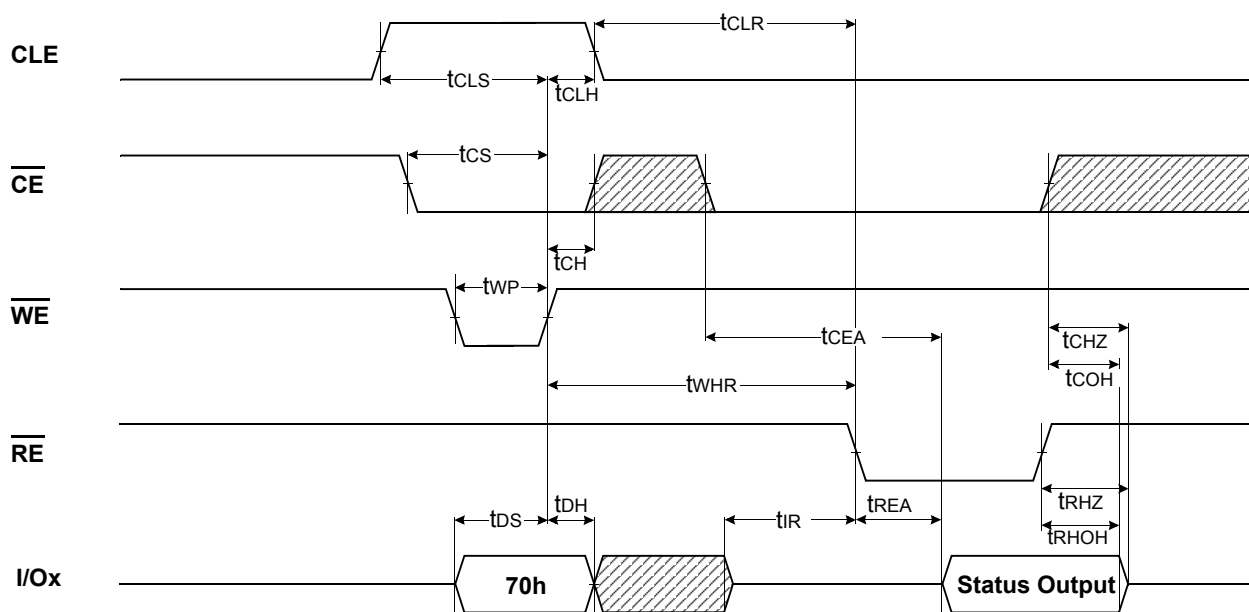 CLE
tCLR
tCLS
tCLH
CE
tCS
tCH
WE
tWP
tCEA
tCHZ
tCOH
tWHR
RE
tREA
tRHZ
tRHOH
tDS
tDH
tIR
I/Ox
70h
Status Output